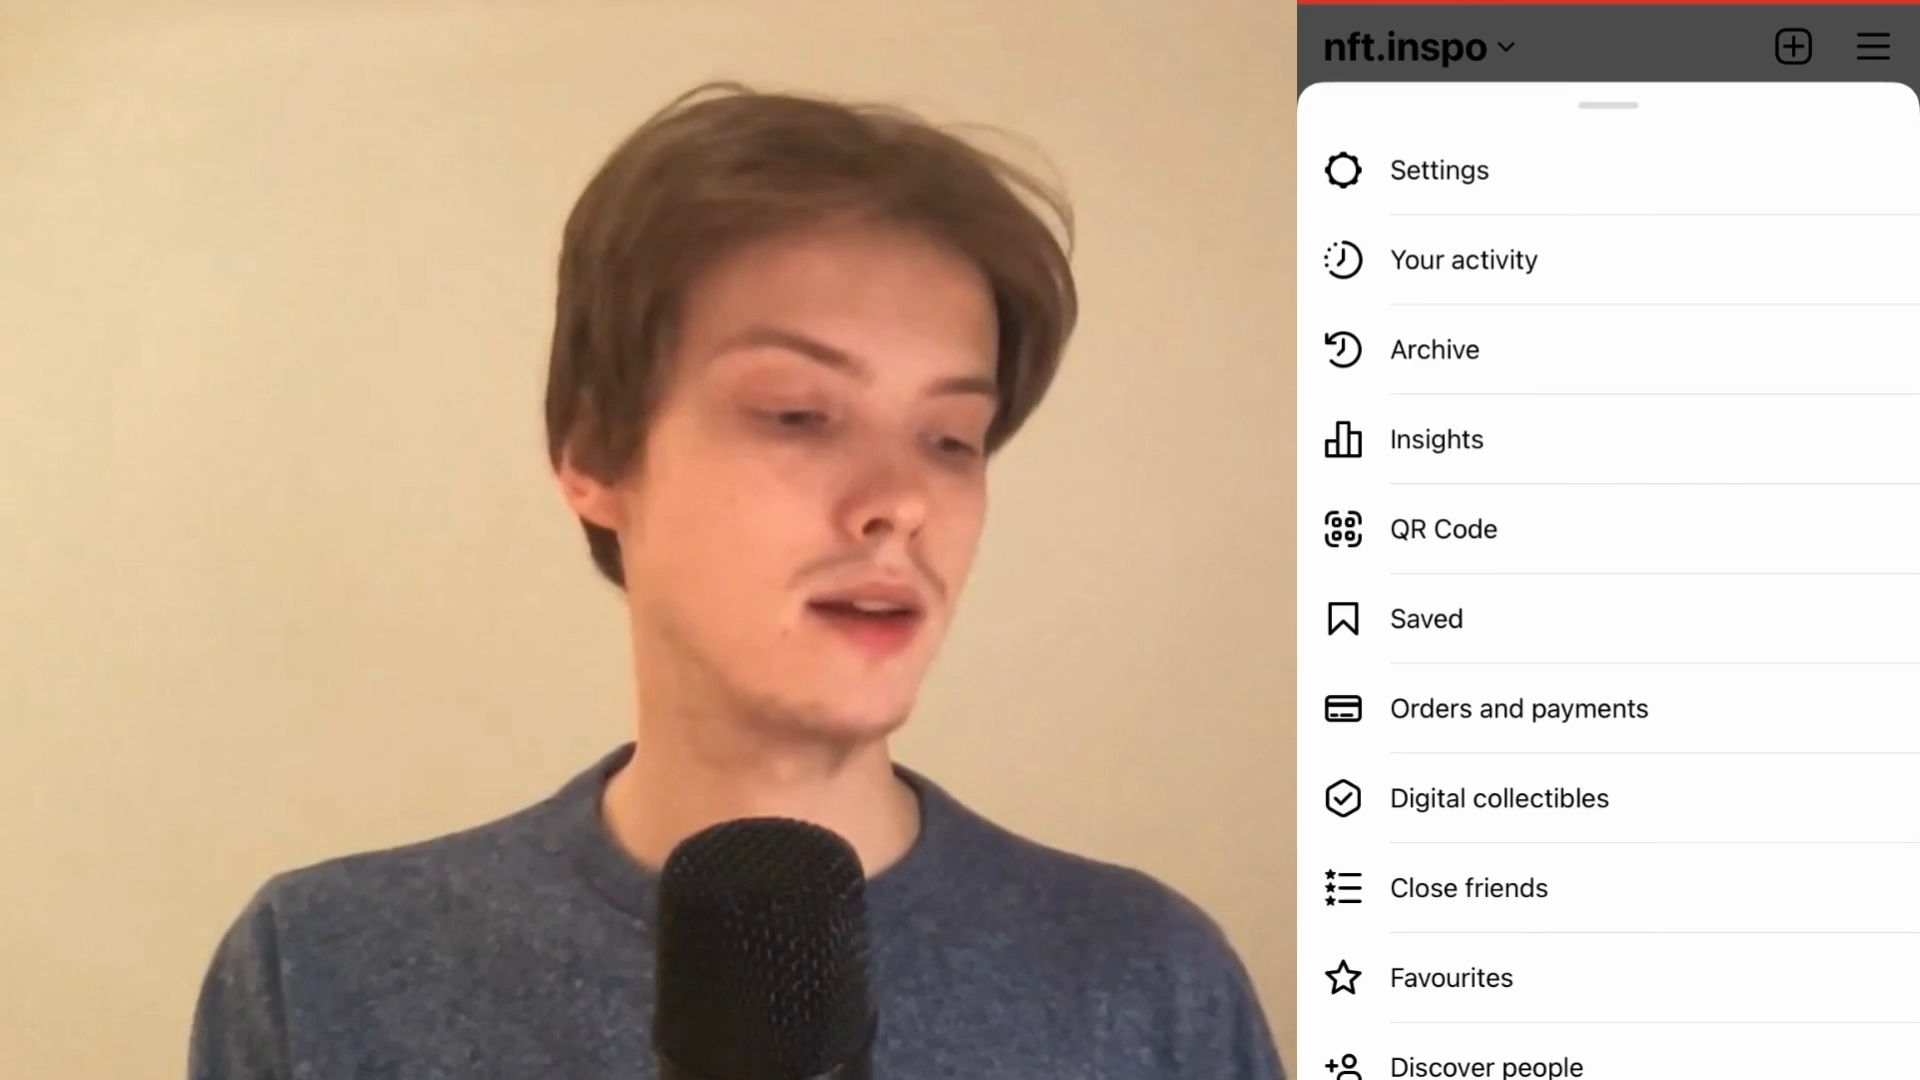 nft.inspo
Settings
Your activity
Archive
Insights
QR Code
Saved
Orders and payments
Digital collectibles
Close friends
Favourites
Discover people